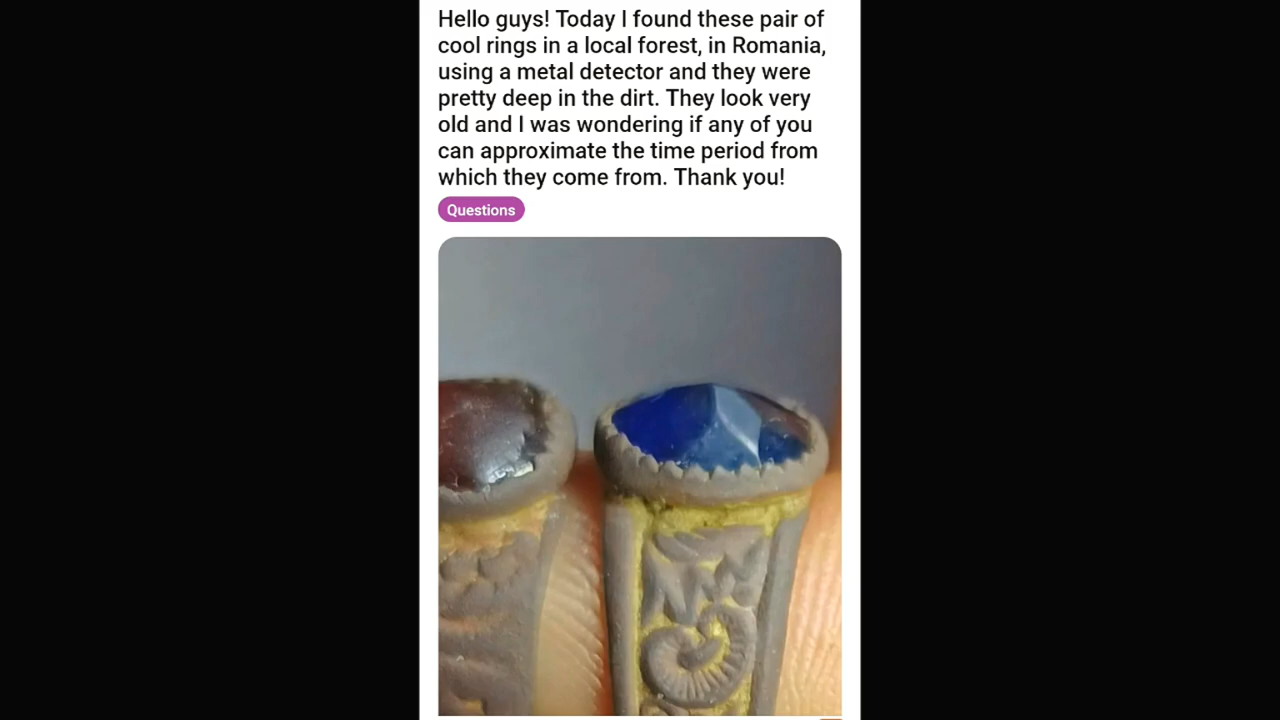 Hello guys! Today I found these pair of
cool rings in a local forest, in Romania,
using a metal detector and they were
pretty deep in the dirt. They look very
old and I was wondering if any of you
can approximate the time period from
which they come from. Thank you!
Questions